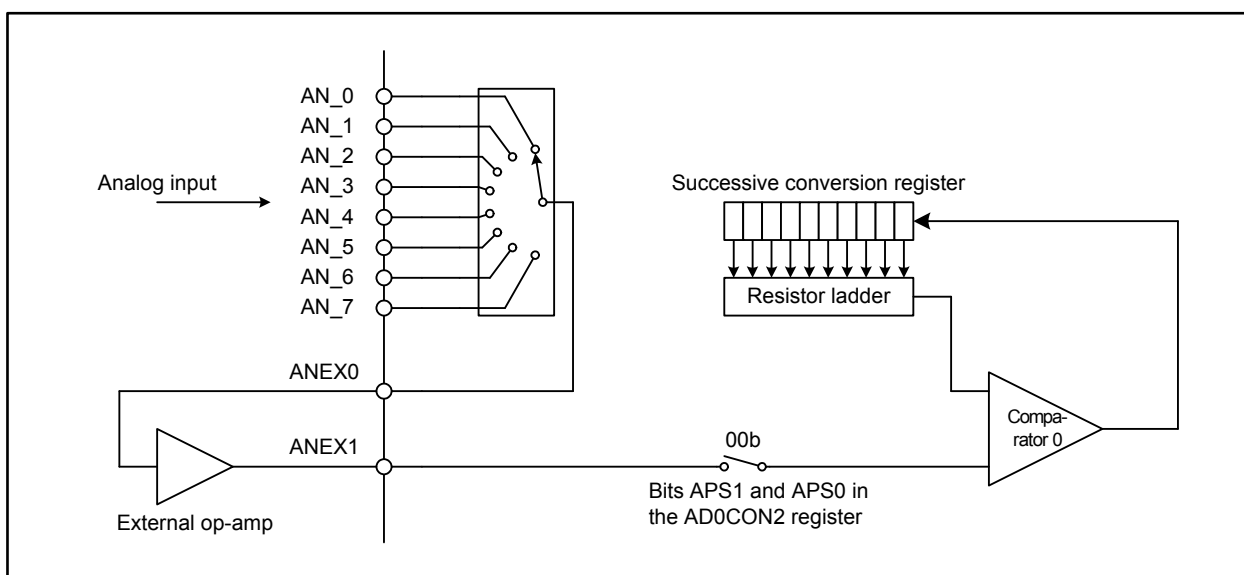 AN_0
AN_1
AN_2
AN_3
AN_4
AN_5
AN_6
AN_7
Analog input
Successive conversion register
Resistor ladder
ANEX0
ANEX1
External op-amp
00b
Bits APS1 and APS0 in
the AD0CON2 register
Compa-
rator 0